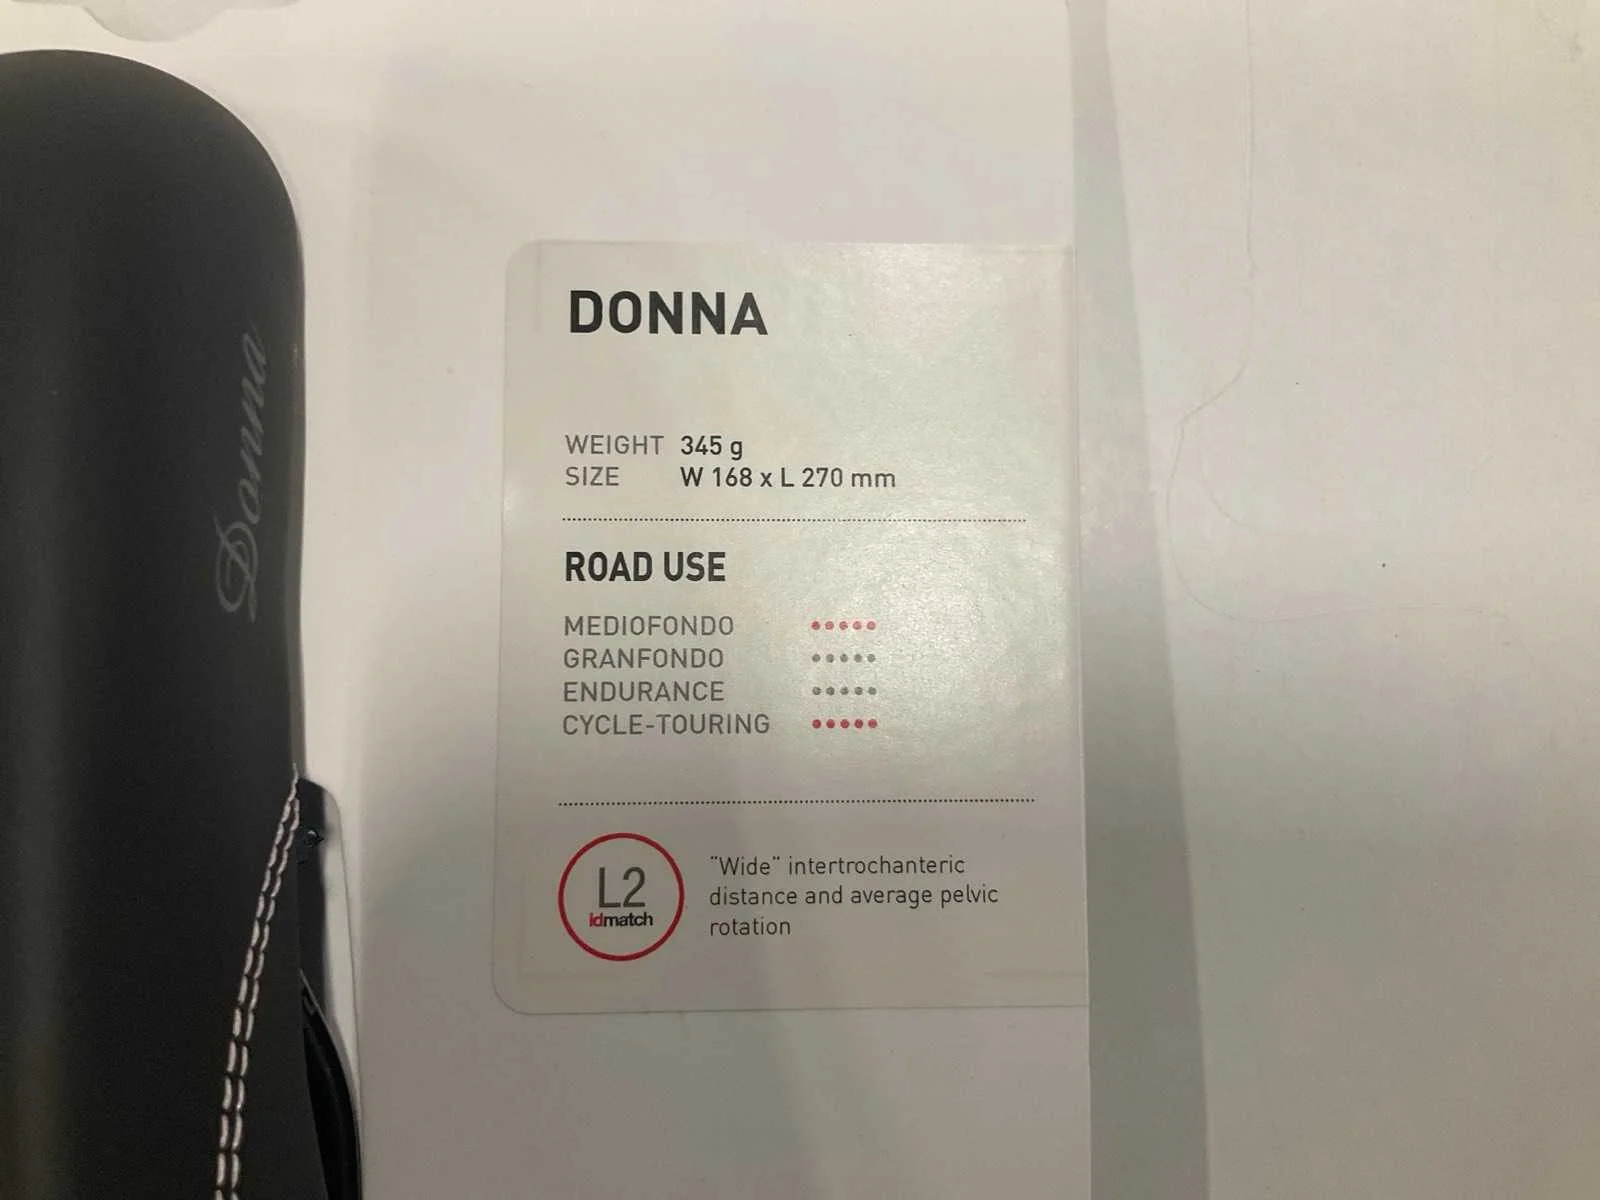 Donna
DONNA
WEIGHT 345 g
SIZE W 168 x L 270 mm
ROAD USE
MEDIOFONDO •••••
GRANFONDO •••••
ENDURANCE •••••
CYCLE-TOURING •••••
L2
idmatch
"Wide" intertrochanteric
distance and average pelvic
rotation